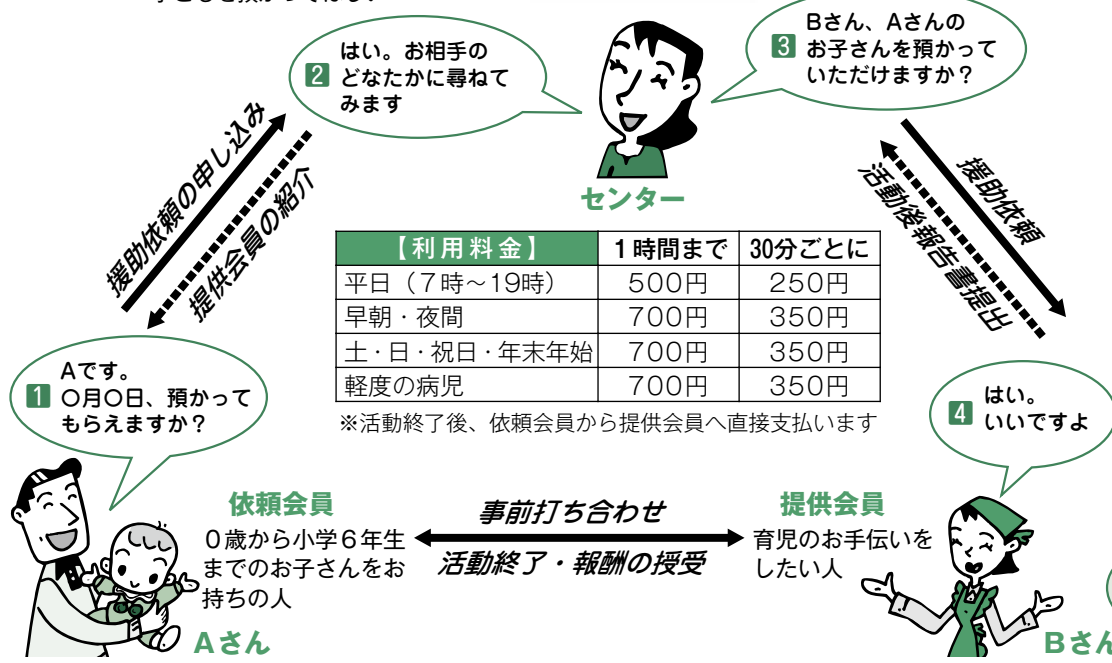 はい。お相手の
2 どなたかに尋ねて
みます
Bさん、Aさんの
3 お子さんを預かって
いただけますか？
センター
援助依頼の申し込み
提供会員の紹介
援助依頼
活動後報告書提出
【利用料金】 1時間まで 30分ごとに
平日（7時～19時） 500円 250円
早朝・夜間 700円 350円
土・日・祝日・年末年始 700円 350円
軽度の病児 700円 350円
※活動終了後、依頼会員から提供会員へ直接支払います
Aです。
1 〇月〇日、預かって
もらえますか？
はい。
4 いいですよ
依頼会員
0歳から小学6年生
までのお子さんをお
持ちの人
Aさん
事前打ち合わせ
活動終了・報酬の授受
提供会員
育児のお手伝いを
したい人
Bさん